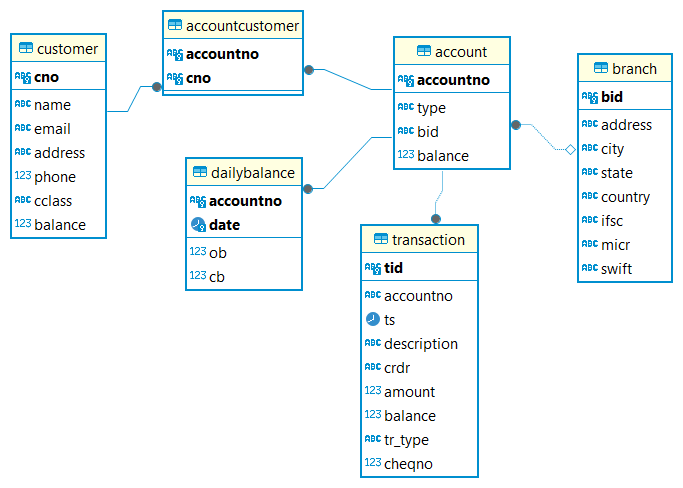 customer
cno
name
email
address
phone
cclass
balance
accountcustomer
accountno
cno
account
accountno
type
bid
balance
branch
bid
address
city
state
country
ifsc
micr
swift
dailybalance
accountno
date
ob
cb
transaction
tid
accountno
ts
description
crdr
amount
balance
tr_type
cheqno